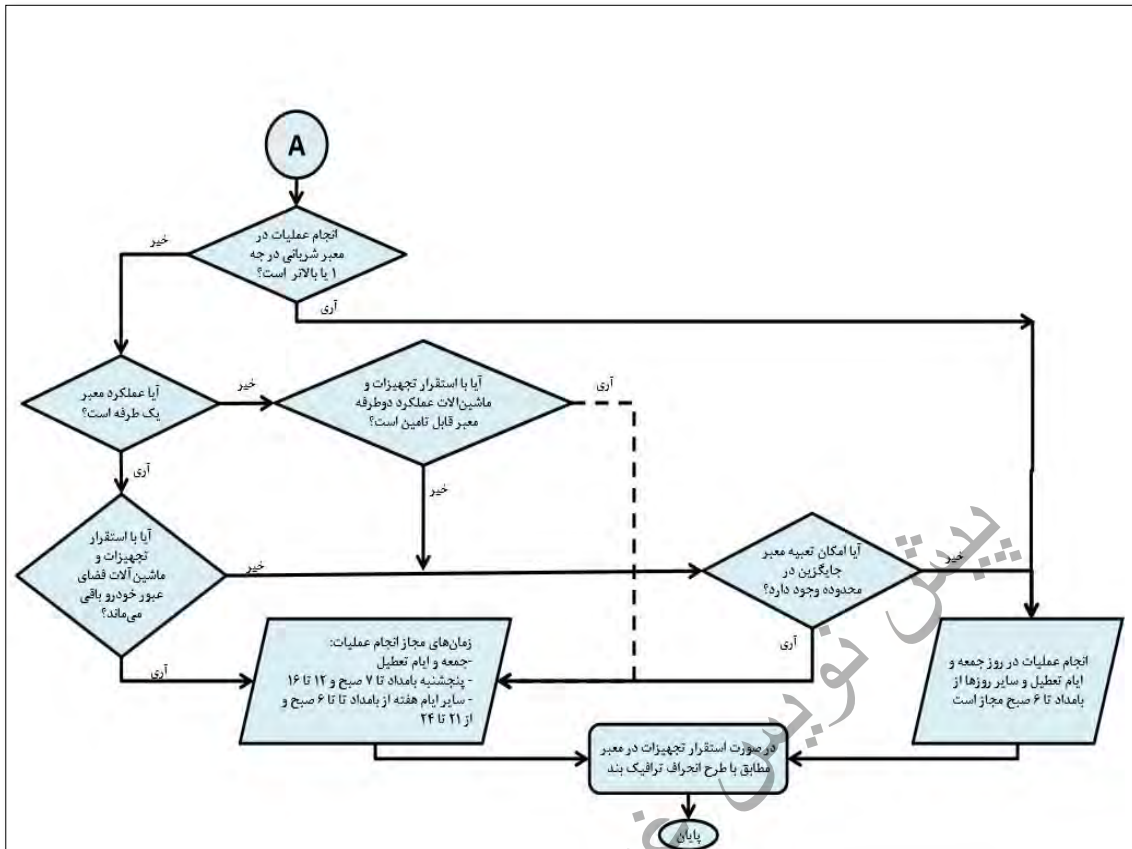 A
انجام عملیات در
معبر شریانی در جه
۱ یا بالاتر است؟
خیر
آری
آیا عملکرد معبر
یک طرفه است؟
خیر
آری
آیا با استقرار تجهیزات و
ماشین‌الات عملکرد دوطرفه
معبر قابل تامین است؟
آری
خیر
آیا با استقرار
تجهیزات و
ماشین آلات فضای
عبور خودرو باقی
می‌ماند؟
خیر
آری
آیا امکان تعبیه معبر
جایگزین در
محدوده وجود دارد؟
خیر
آری
زمان‌های مجاز انجام عملیات:
-جمعه و ایام تعطیل
- پنجشنبه بامداد تا ۷ صبح و ۱۲ تا ۱۶
- سایر ایام هفته از بامداد تا تا ۶ صبح و
از ۲۱ تا ۲۴
انجام عملیات در روز جمعه و
ایام تعطیل و سایر روزها از
بامداد تا ۶ صبح مجاز است
در صورت استقرار تجهیزات در معبر
مطابق با طرح انحراف ترافیک بند
پایان
پیش نویس